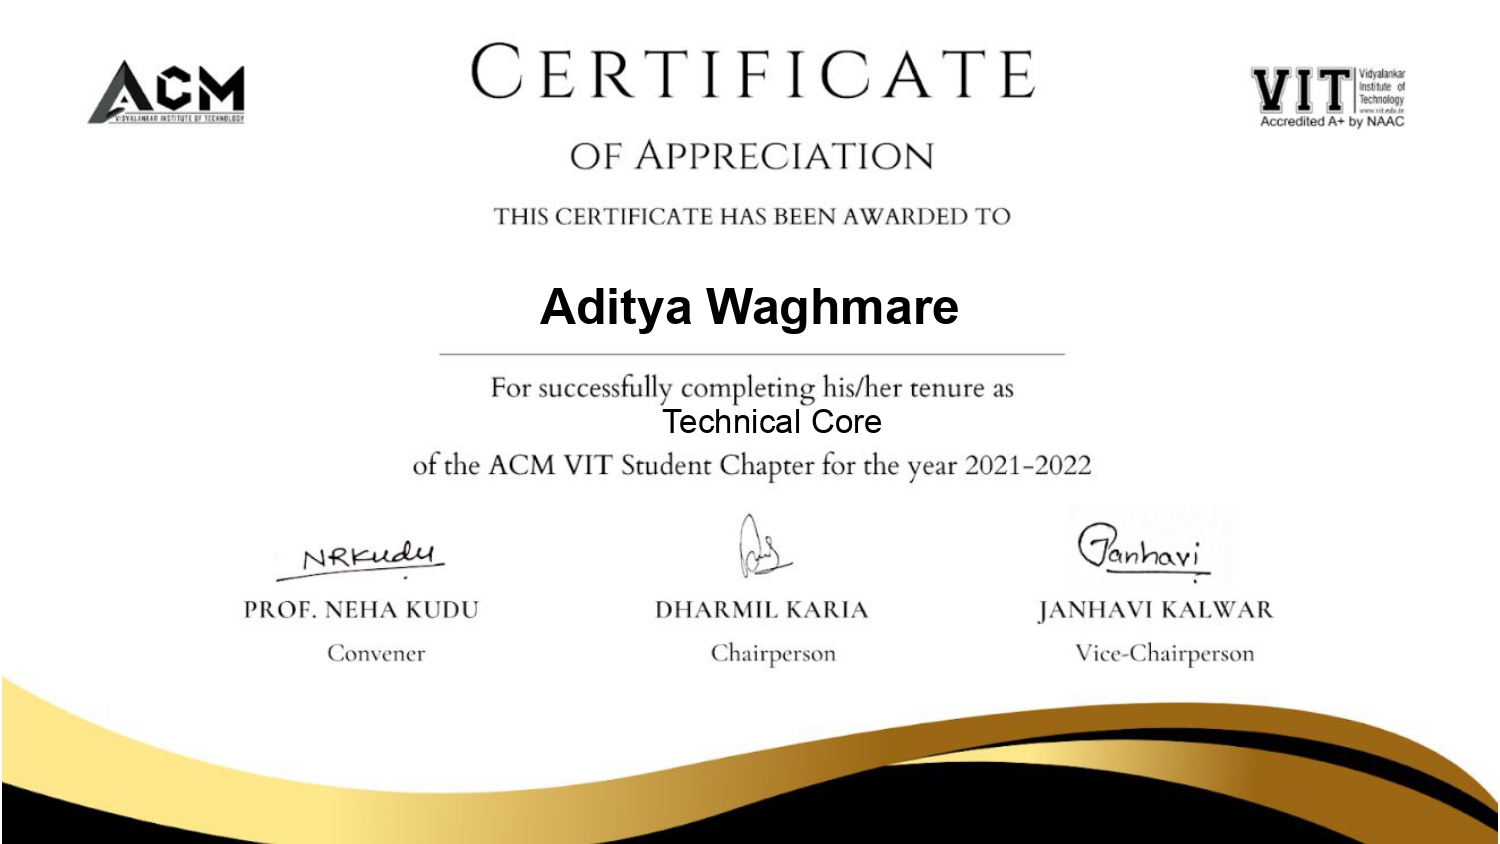 ACM
VIDYALANKAR INSTITUTE OF TECHNOLOGY
CERTIFICATE
VIT
Vidyalankar
Institute of
Technology
www.vit.edu.in
Accredited A+ by NAAC
OF APPRECIATION
THIS CERTIFICATE HAS BEEN AWARDED TO
Aditya Waghmare
For successfully completing his/her tenure as
Technical Core
of the ACM VIT Student Chapter for the year 2021-2022
NRKudu
Janhavi
PROF. NEHA KUDU
DHARMIL KARIA
JANHAVI KALWAR
Convener
Chairperson
Vice-Chairperson